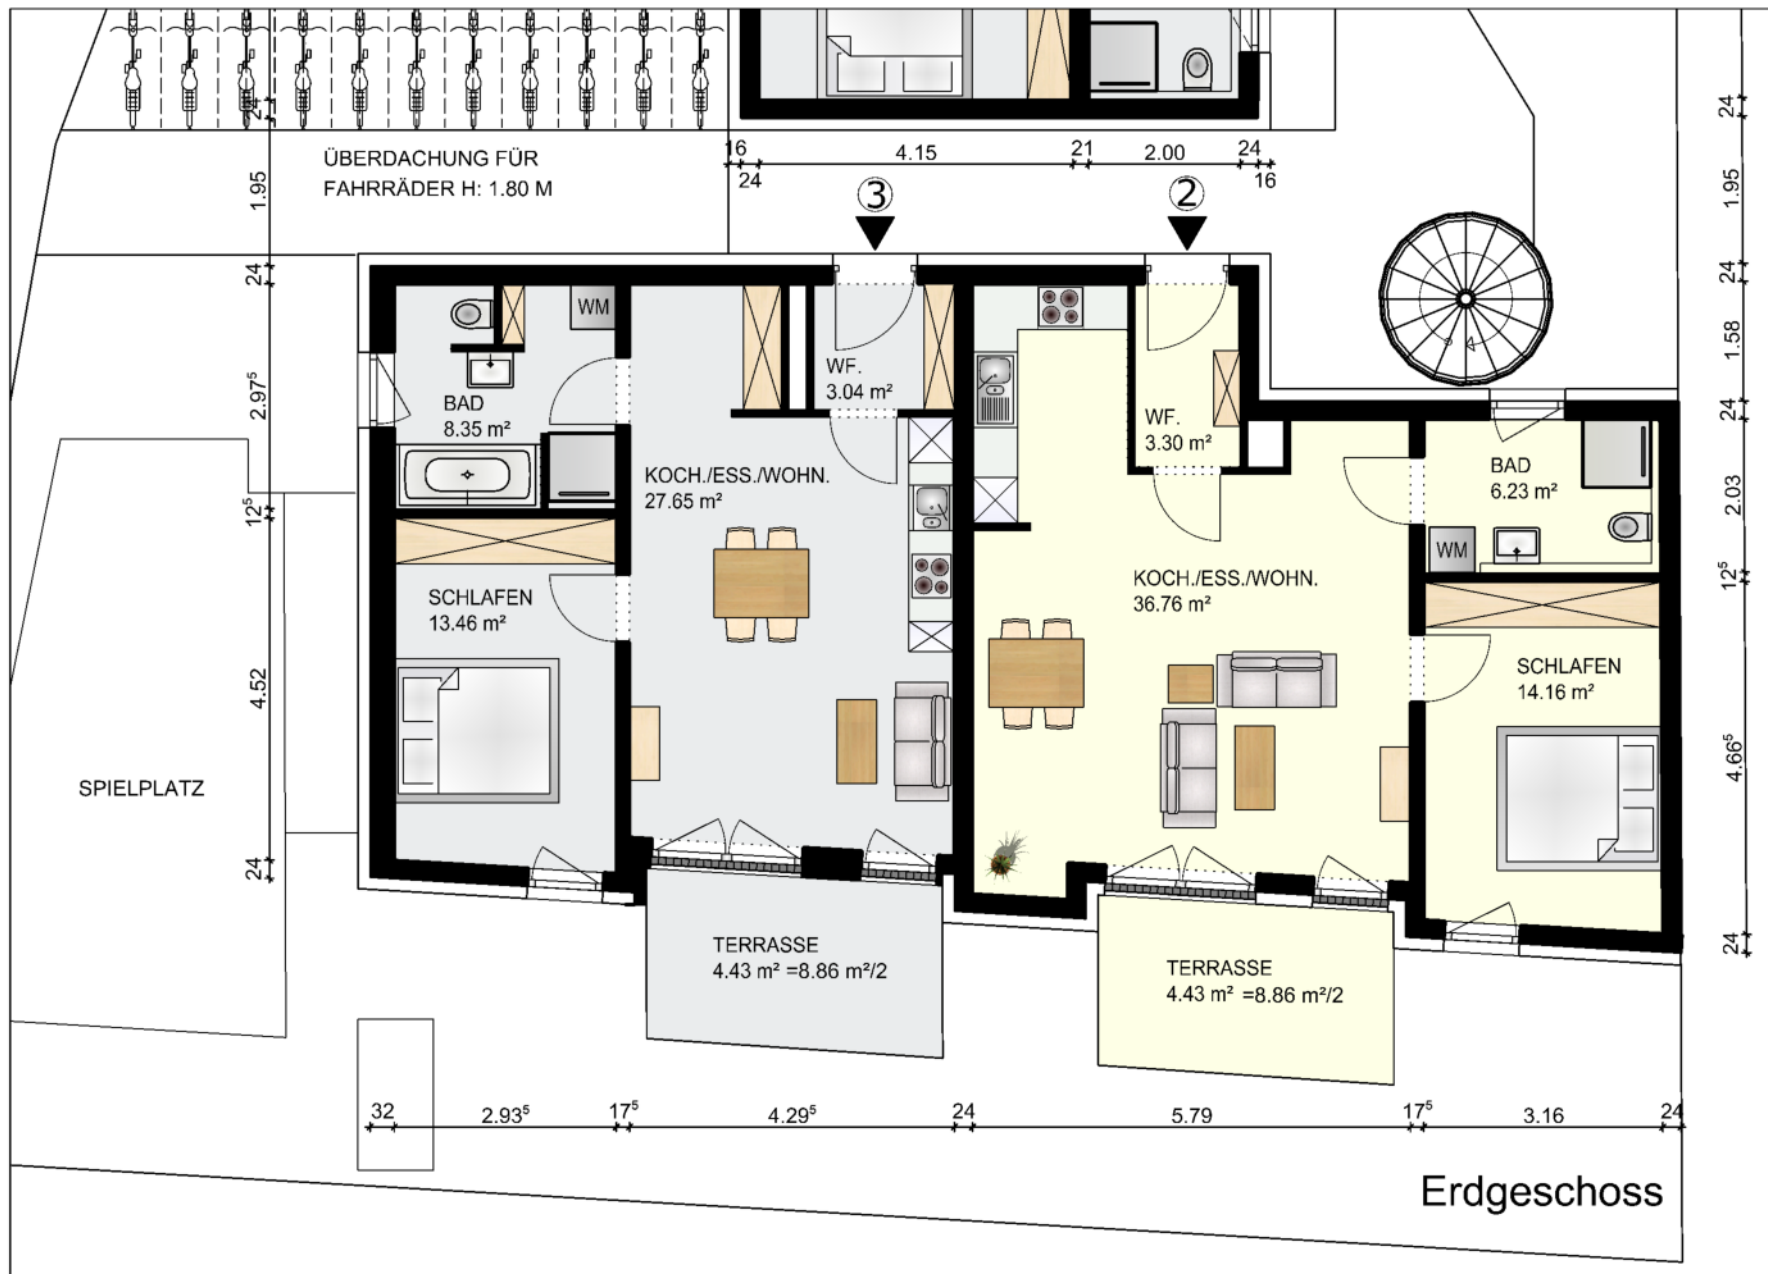 24
ÜBERDACHUNG FÜR
FAHRRÄDER H: 1.80 M
16
24
4.15
21
2.00
24
16
24
1.95
1.95
3
2
24
24
WM
WF.
3.04 m²
1.58
2.97⁵
BAD
8.35 m²
WF.
3.30 m²
24
KOCH./ESS./WOHN.
27.65 m²
BAD
6.23 m²
2.03
12⁵
WM
12⁵
SCHLAFEN
13.46 m²
KOCH./ESS./WOHN.
36.76 m²
SCHLAFEN
14.16 m²
4.52
4.66⁵
SPIELPLATZ
24
24
TERRASSE
4.43 m² =8.86 m²/2
TERRASSE
4.43 m² =8.86 m²/2
32
2.93⁵
17⁵
4.29⁵
24
5.79
17⁵
3.16
24
Erdgeschoss